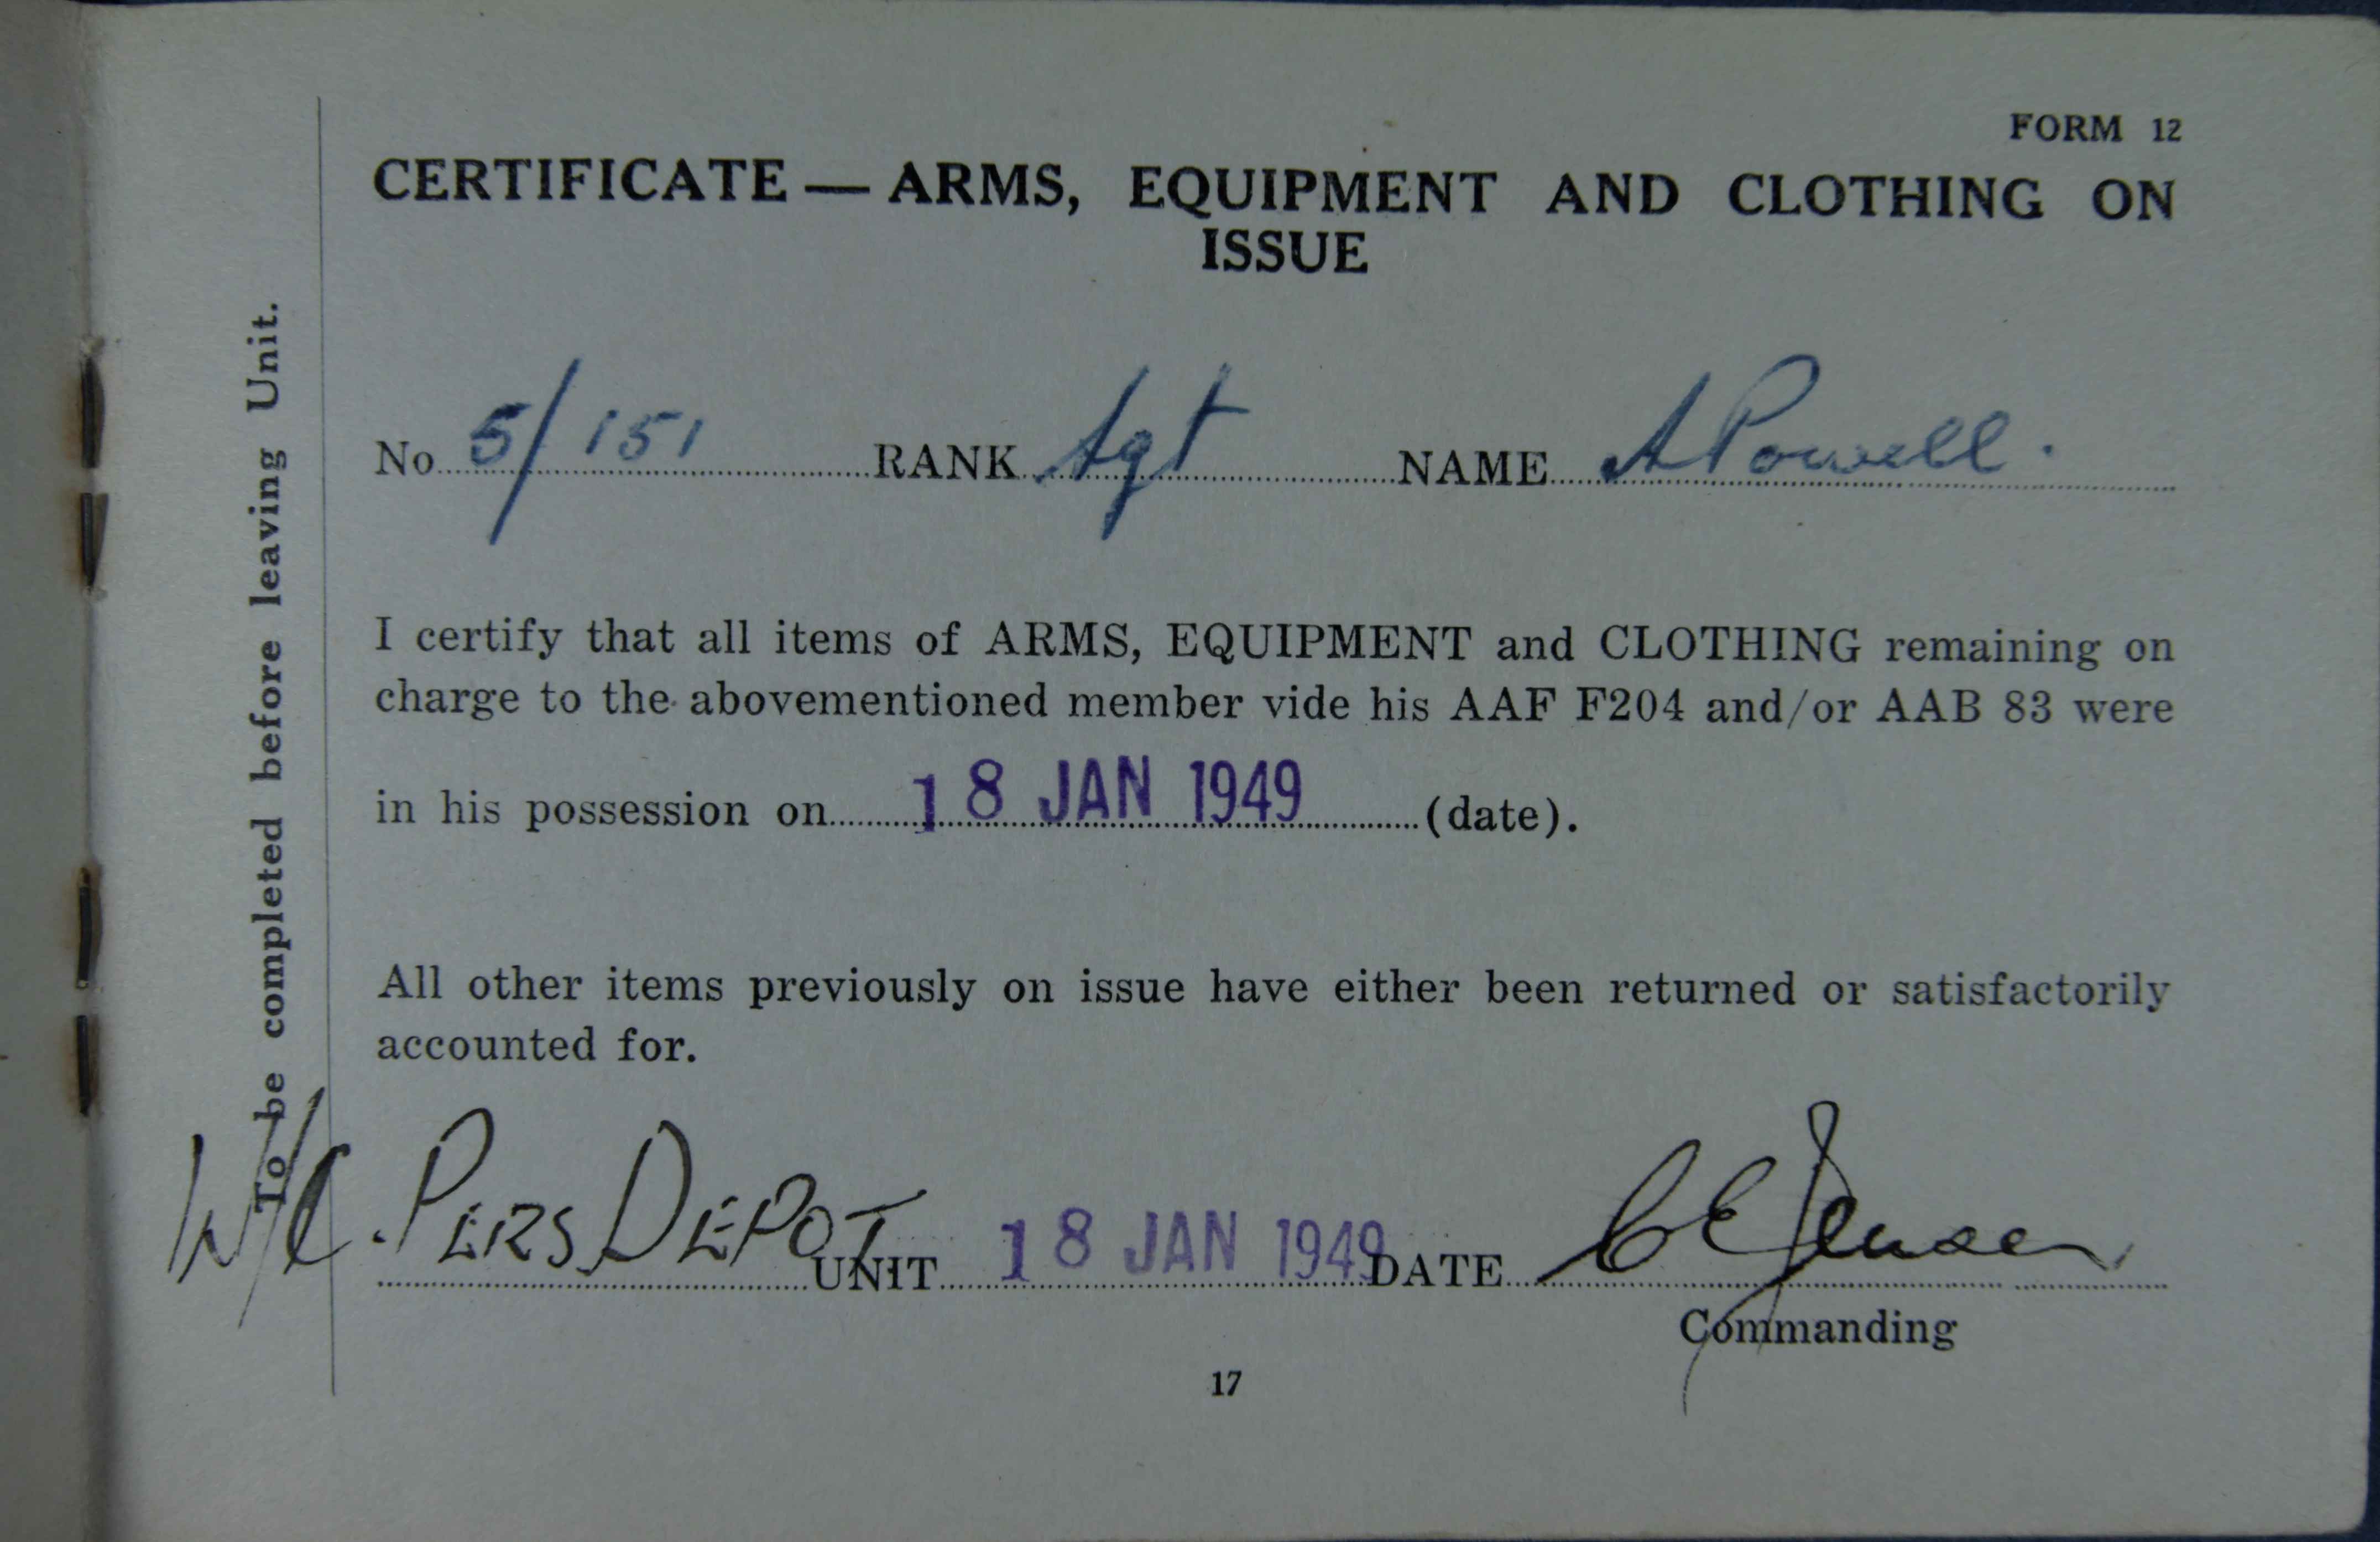 FORM 12
CERTIFICATE — ARMS, EQUIPMENT AND CLOTHING ON
ISSUE
To be completed before leaving Unit.
No 5/151 RANK Sgt NAME A Powell.
I certify that all items of ARMS, EQUIPMENT and CLOTHING remaining on
charge to the abovementioned member vide his AAF F204 and/or AAB 83 were
in his possession on 18 JAN 1949 (date).
All other items previously on issue have either been returned or satisfactorily
accounted for.
W/C. PERS DEPOT UNIT 18 JAN 1949 DATE
Commanding
17